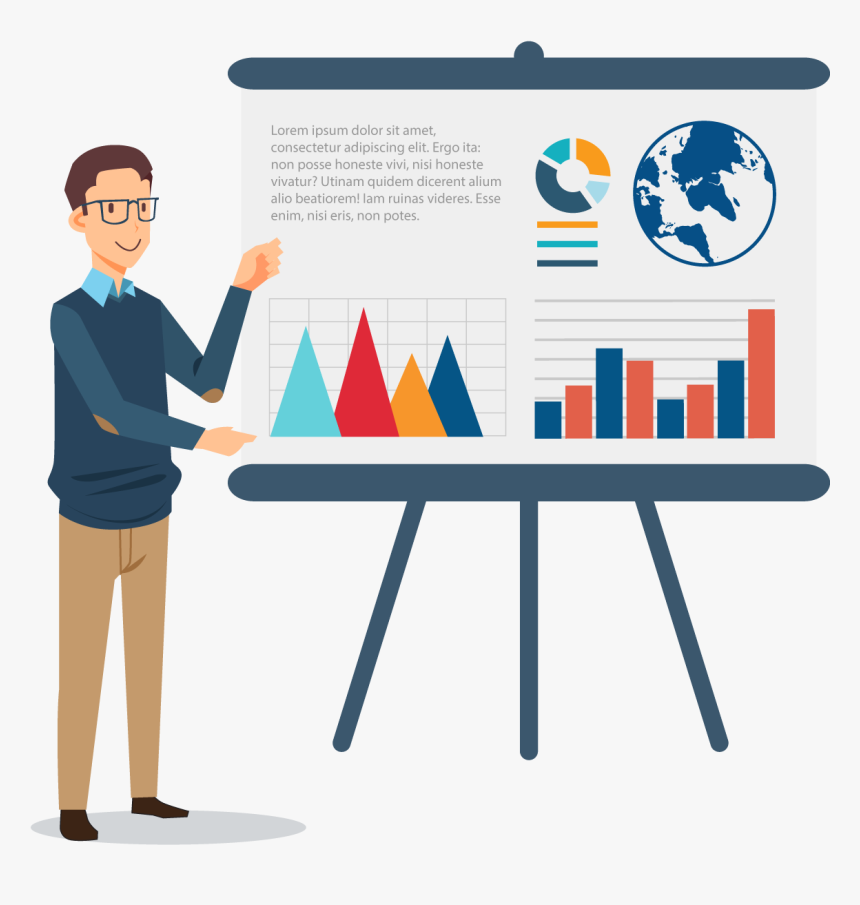 Lorem ipsum dolor sit amet,
consectetur adipiscing elit. Ergo ita:
non posse honeste vivi, nisi honeste
vivatur? Utinam quidem dicerent alium
alio beatiorem! Iam ruinas videres. Esse
enim, nisi eris, non potes.